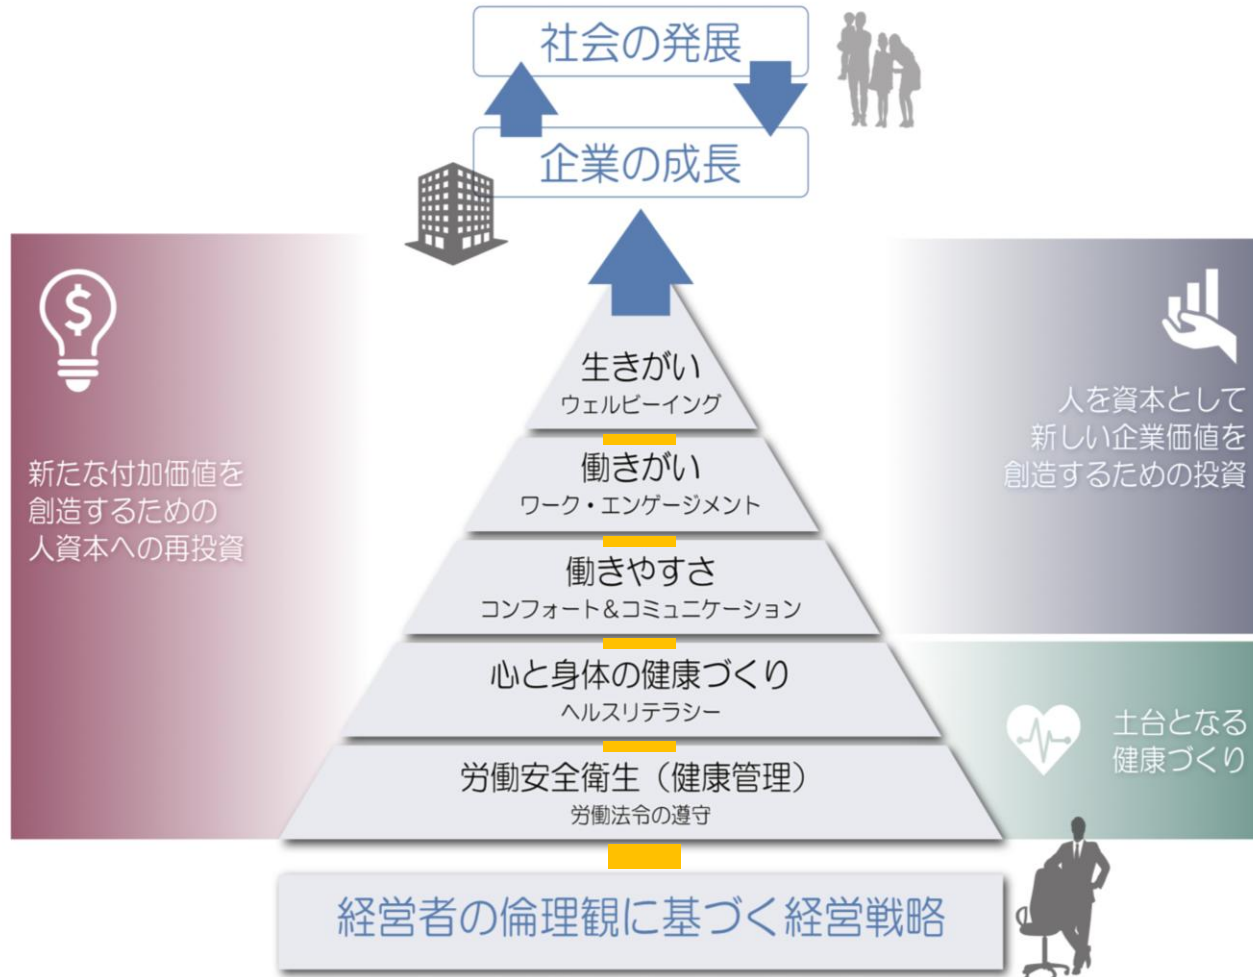 社会の発展
企業の成長
$
新たな付加価値を
創造するための
人資本への再投資
人を資本として
新しい企業価値を
創造するための投資
生きがい
ウェルビーイング
働きがい
ワーク・エンゲージメント
働きやすさ
コンフォート&コミュニケーション
心と身体の健康づくり
ヘルスリテラシー
土台となる
健康づくり
労働安全衛生（健康管理）
労働法令の遵守
経営者の倫理観に基づく経営戦略